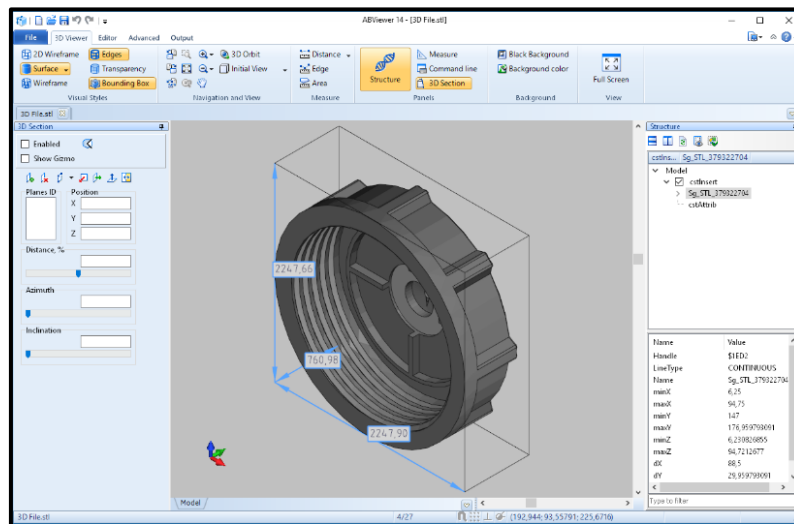 ABViewer 14 - [3D File.stl]
File 3D Viewer Editor Advanced Output
2D Wireframe Edges 3D Orbit Distance Measure Black Background
Surface Transparency Initial View Edge Structure Command line Background color Full Screen
Wireframe Bounding Box Area 3D Section
Visual Styles Navigation and View Measure Panels Background View
3D File.stl
3D Section
Enabled
Show Gizmo
Planes ID Position
X
Y
Z
Distance, %
Azimuth
Inclination
2247,66
760,98
2247,90
Model
Structure
cstIns... Sg_STL_379322704
Model
cstInsert
Sg_STL_379322704
cstAttrib
Name Value
Handle $1ED2
LineType CONTINUOUS
Name Sg_STL_379322704
minX 6,25
maxX 94,75
minY 147
maxY 176,959793091
minZ 6,230826855
maxZ 94,7212677
dX 88,5
dY 29,959793091
Type to filter
3D File.stl 4/27 (192,944; 93,55791; 225,6716)